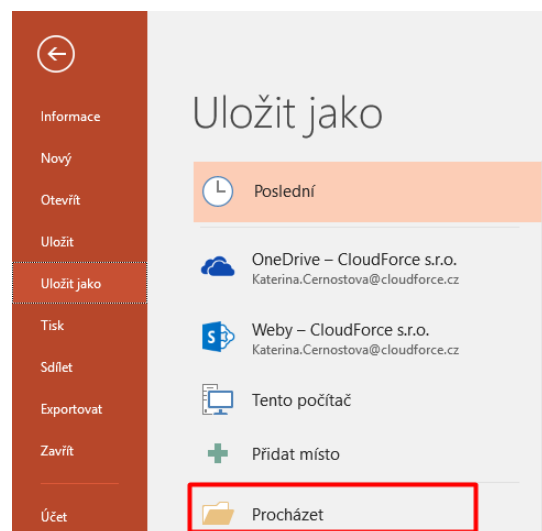 Informace
Nový
Otevřít
Uložit
Uložit jako
Tisk
Sdílet
Exportovat
Zavřít
Účet
Uložit jako
Poslední
OneDrive – CloudForce s.r.o.
Katerina.Cernostova@cloudforce.cz
Weby – CloudForce s.r.o.
Katerina.Cernostova@cloudforce.cz
Tento počítač
Přidat místo
Procházet